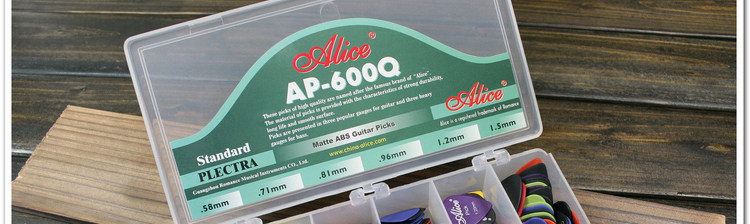 Alice®
AP-600Q
These picks of high quality are named after the famous brand of "Alice".
The material of picks is provided with the characteristics of strong durability,
long life and smooth surface.
Picks are presented in three popular gauges for guitar and three heavy
gauges for bass.
Alice®
Alice is a registered trademark of Romance
Standard
PLECTRA
Matte ABS Guitar Picks
www.china-alice.com
Guangzhou Romance Musical Instruments CO., Ltd.
.58mm
.71mm
.81mm
.96mm
1.2mm
1.5mm
Alice
Pick